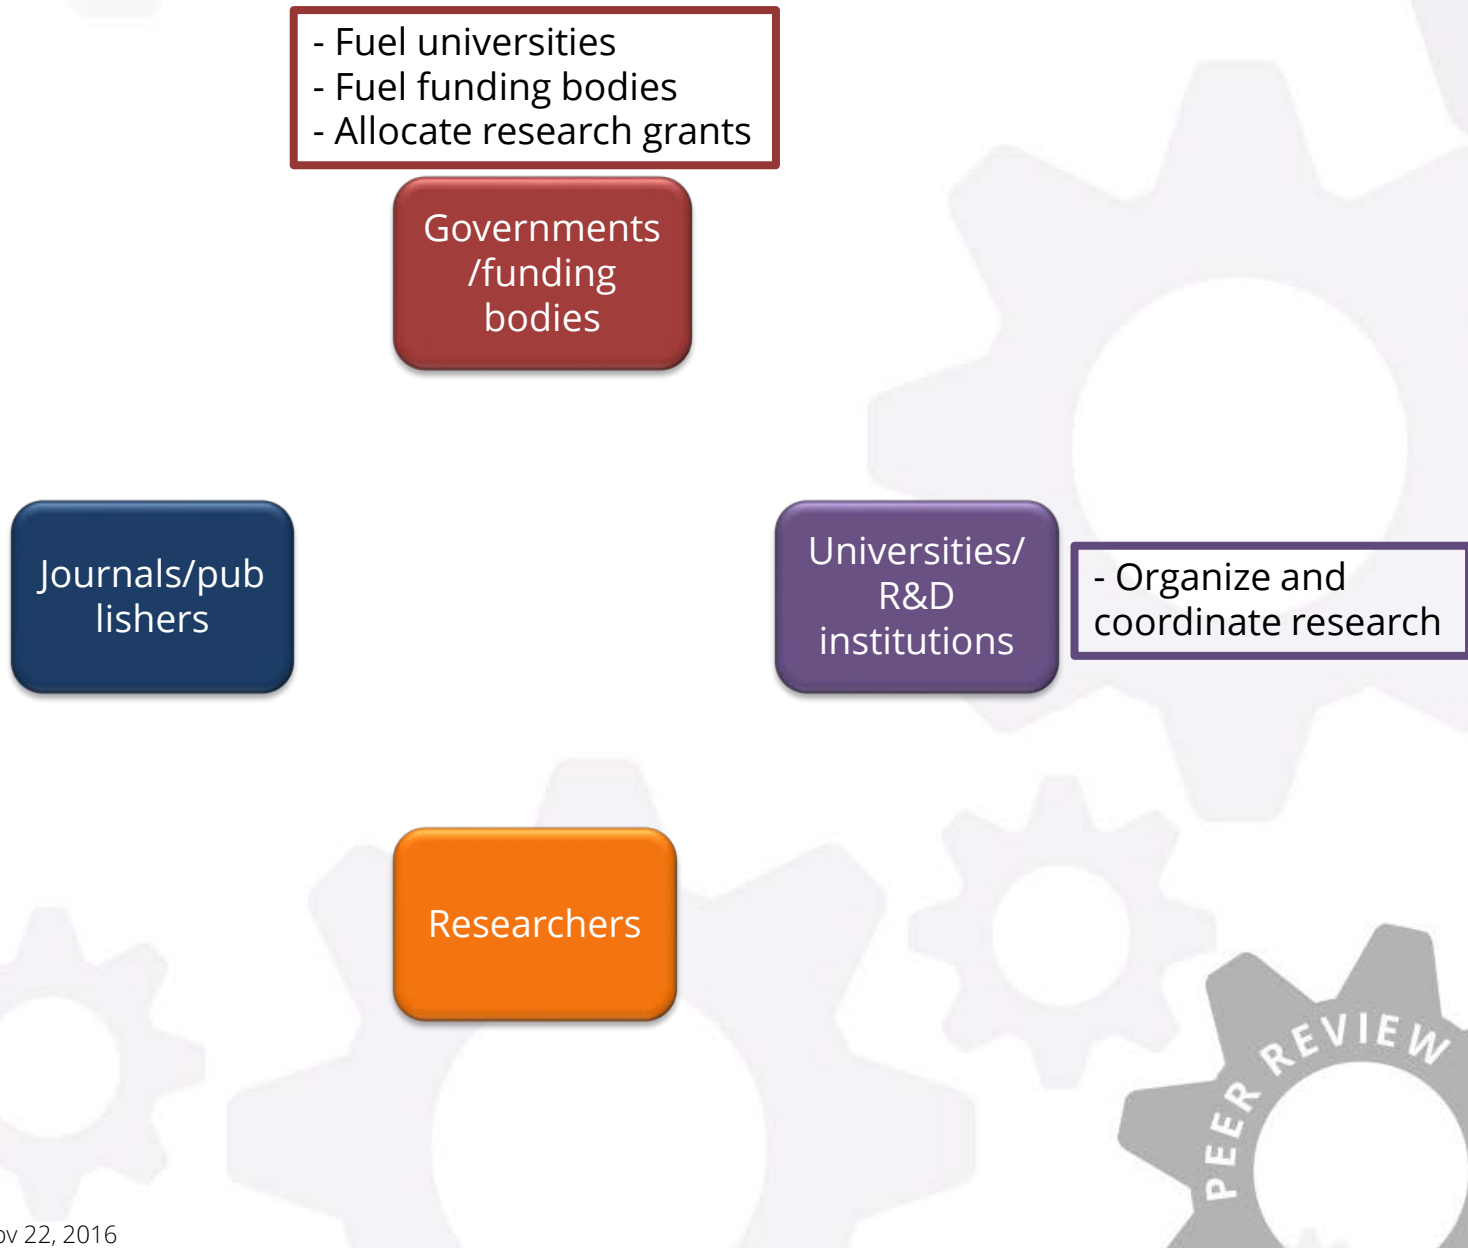 - Fuel universities
- Fuel funding bodies
- Allocate research grants
Governments
/funding
bodies
Journals/pub
lishers
Universities/
R&D
institutions
- Organize and
coordinate research
Researchers
PEER REVIEW
22, 2016